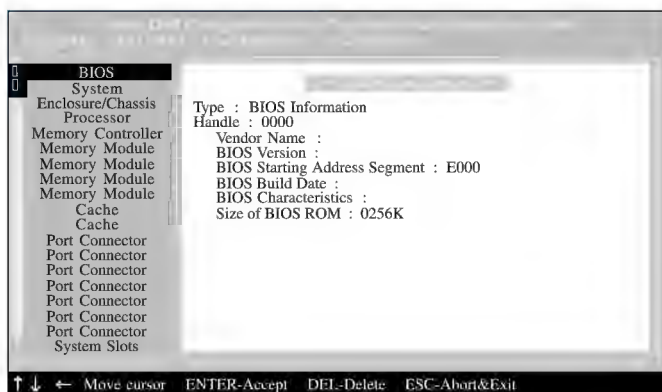 BIOS
System
Enclosure/Chassis
Processor
Memory Controller
Memory Module
Memory Module
Memory Module
Memory Module
Cache
Cache
Port Connector
Port Connector
Port Connector
Port Connector
Port Connector
Port Connector
Port Connector
System Slots
Type : BIOS Information
Handle : 0000
Vendor Name :
BIOS Version :
BIOS Starting Address Segment : E000
BIOS Build Date :
BIOS Characteristics :
Size of BIOS ROM : 0256K
↑ ↓ ← Move cursor ENTER-Accept DEL-Delete ESC-Abort&Exit